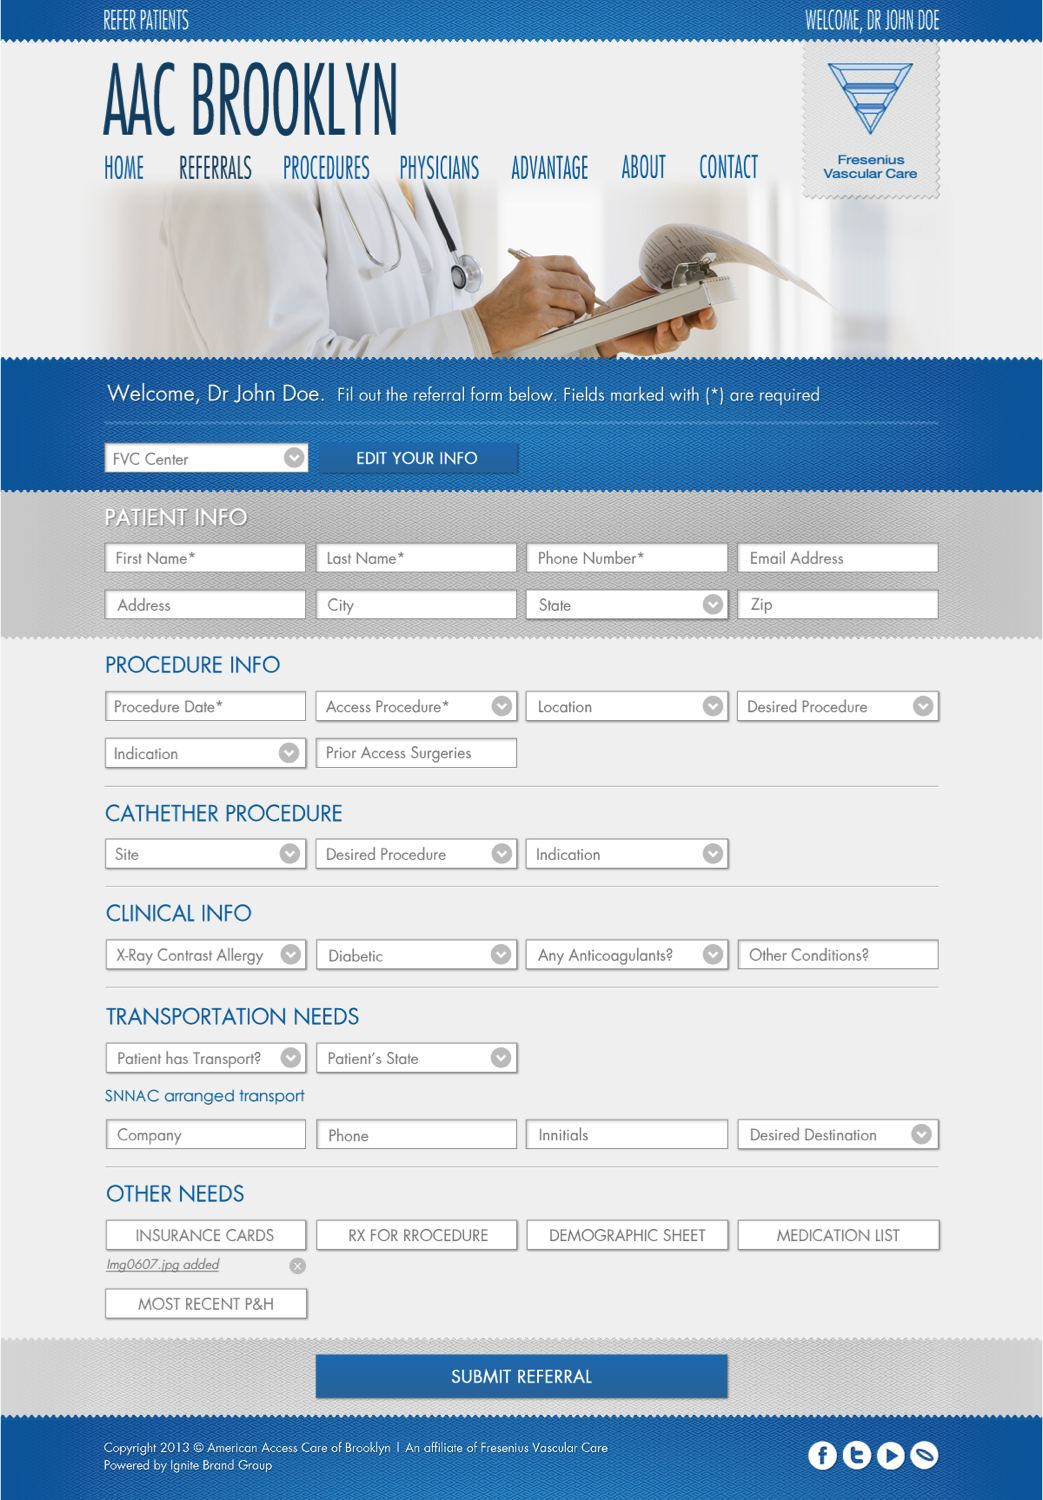 REFER PATIENTS WELCOME, DR JOHN DOE
AAC BROOKLYN
HOME REFERRALS PROCEDURES PHYSICIANS ADVANTAGE ABOUT CONTACT
Fresenius
Vascular Care
Welcome, Dr John Doe. Fil out the referral form below. Fields marked with (*) are required
FVC Center EDIT YOUR INFO
PATIENT INFO
First Name* Last Name* Phone Number* Email Address
Address City State Zip
PROCEDURE INFO
Procedure Date* Access Procedure* Location Desired Procedure
Indication Prior Access Surgeries
CATHETHER PROCEDURE
Site Desired Procedure Indication
CLINICAL INFO
X-Ray Contrast Allergy Diabetic Any Anticoagulants? Other Conditions?
TRANSPORTATION NEEDS
Patient has Transport? Patient's State
SNNAC arranged transport
Company Phone Innitials Desired Destination
OTHER NEEDS
INSURANCE CARDS RX FOR RROCEDURE DEMOGRAPHIC SHEET MEDICATION LIST
Img0607.jpg added
MOST RECENT P&H
SUBMIT REFERRAL
Copyright 2013 © American Access Care of Brooklyn | An affiliate of Fresenius Vascular Care
Powered by Ignite Brand Group